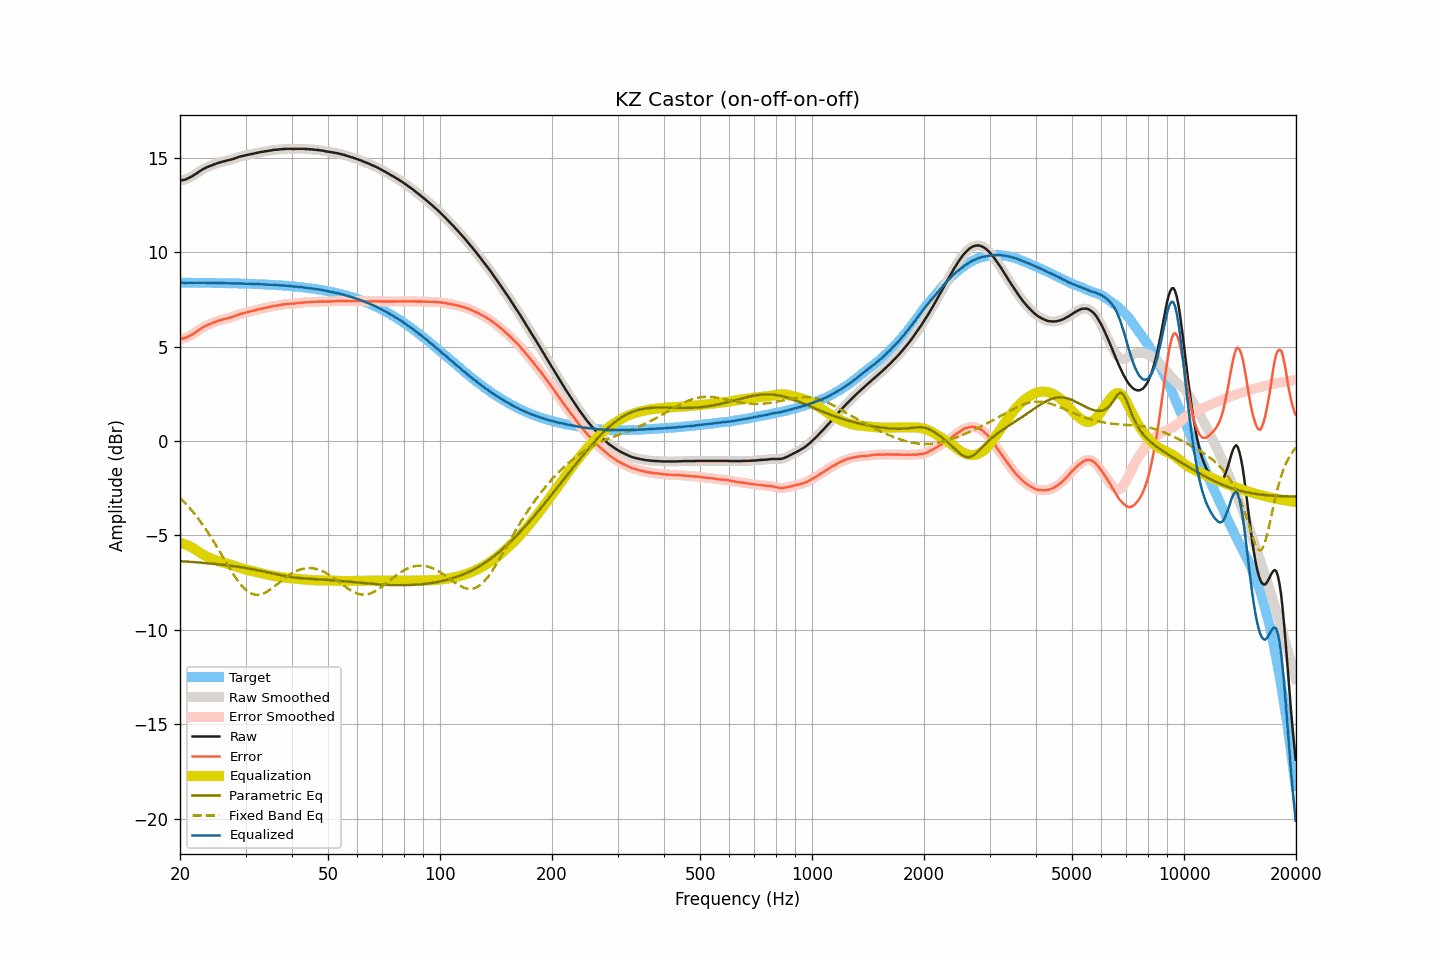 KZ Castor (on-off-on-off)
Amplitude (dBr)
15
10
5
0
−5
−10
−15
−20
Target
Raw Smoothed
Error Smoothed
Raw
Error
Equalization
Parametric Eq
Fixed Band Eq
Equalized
20 50 100 200 500 1000 2000 5000 10000 20000
Frequency (Hz)